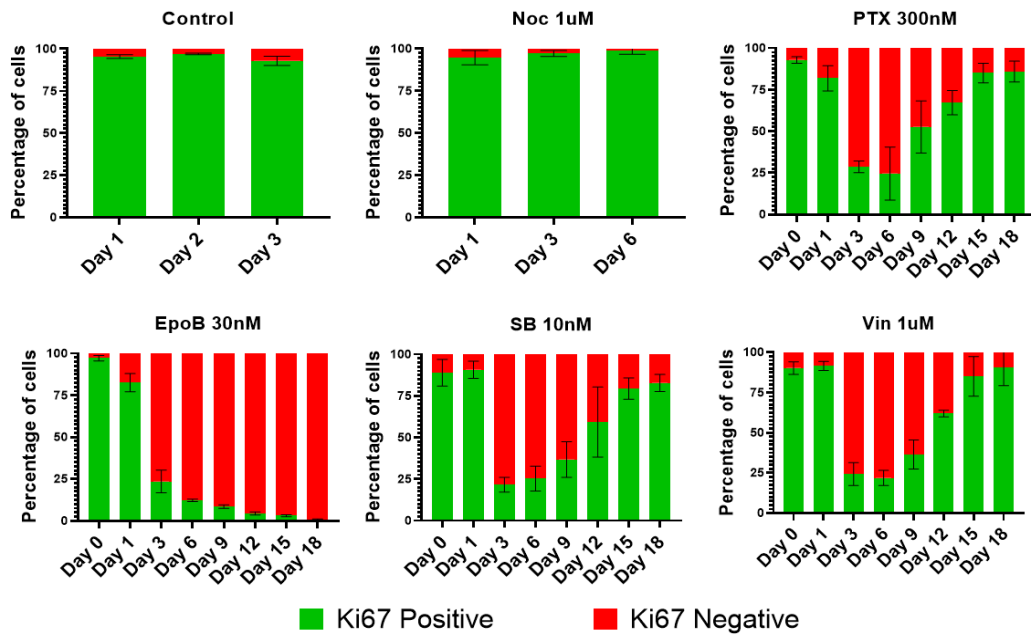 Control
Percentage of cells
100
75
50
25
0
Day 1
Day 2
Day 3
Noc 1uM
Percentage of cells
100
75
50
25
0
Day 1
Day 3
Day 6
PTX 300nM
Percentage of cells
100
75
50
25
0
Day 0
Day 1
Day 3
Day 6
Day 9
Day 12
Day 15
Day 18
EpoB 30nM
Percentage of cells
100
75
50
25
0
Day 0
Day 1
Day 3
Day 6
Day 9
Day 12
Day 15
Day 18
SB 10nM
Percentage of cells
100
75
50
25
0
Day 0
Day 1
Day 3
Day 6
Day 9
Day 12
Day 15
Day 18
Vin 1uM
Percentage of cells
100
75
50
25
0
Day 0
Day 1
Day 3
Day 6
Day 9
Day 12
Day 15
Day 18
Ki67 Positive
Ki67 Negative